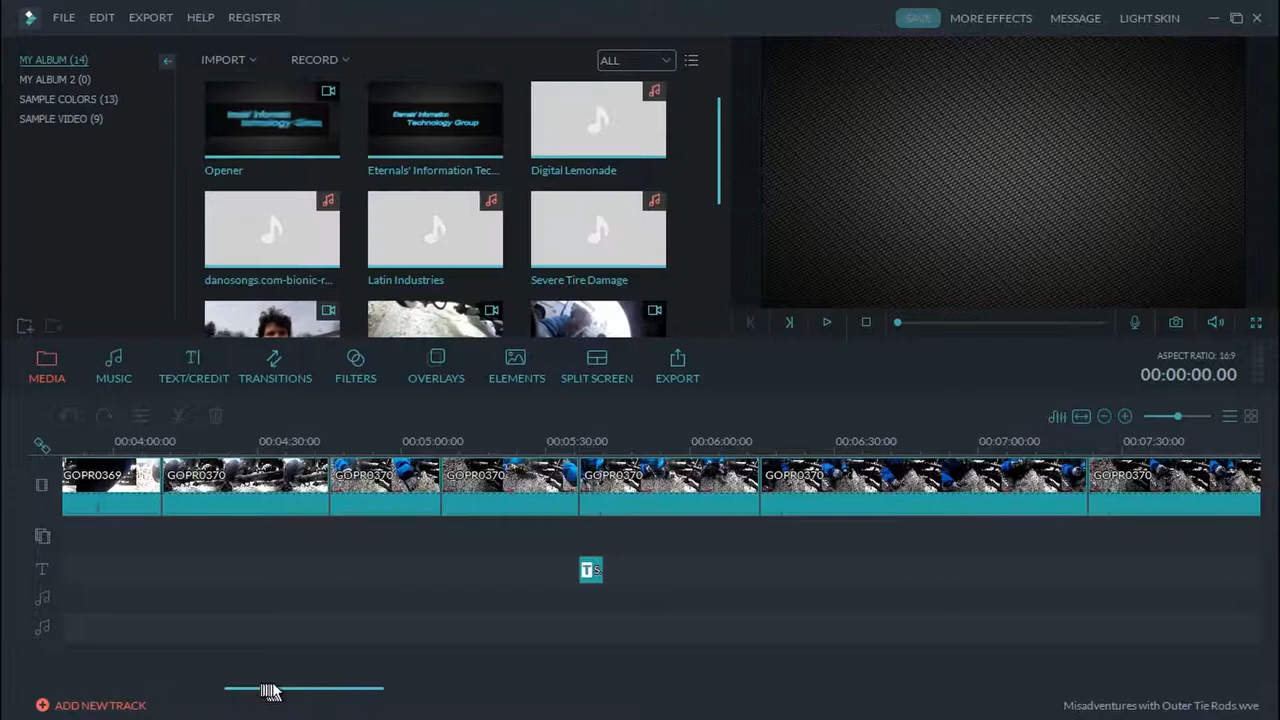 FILE EDIT EXPORT HELP REGISTER SAVE MORE EFFECTS MESSAGE LIGHT SKIN
MY ALBUM (14)
MY ALBUM 2 (0)
SAMPLE COLORS (13)
SAMPLE VIDEO (9)
IMPORT RECORD ALL
Eternals' Information
Technology Group
Opener Eternals' Information Tec... Digital Lemonade
danosongs.com-bionic-r... Latin Industries Severe Tire Damage
MEDIA MUSIC TEXT/CREDIT TRANSITIONS FILTERS OVERLAYS ELEMENTS SPLIT SCREEN EXPORT
ASPECT RATIO: 16:9
00:00:00.00
00:04:00:00 00:04:30:00 00:05:00:00 00:05:30:00 00:06:00:00 00:06:30:00 00:07:00:00 00:07:30:00
GOPR0369 GOPR0370 GOPR0370 GOPR0370 GOPR0370 GOPR0370 GOPR0370
T S
ADD NEW TRACK
Misadventures with Outer Tie Rods.wve